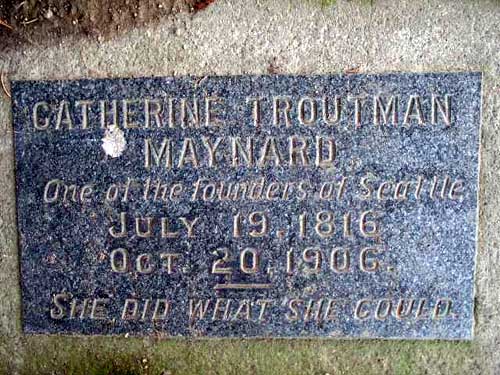 CATHERINE TROUTMAN
MAYNARD,
One of the founders of Seattle
JULY 19, 1816
OCT. 20, 1906.
SHE DID WHAT SHE COULD.